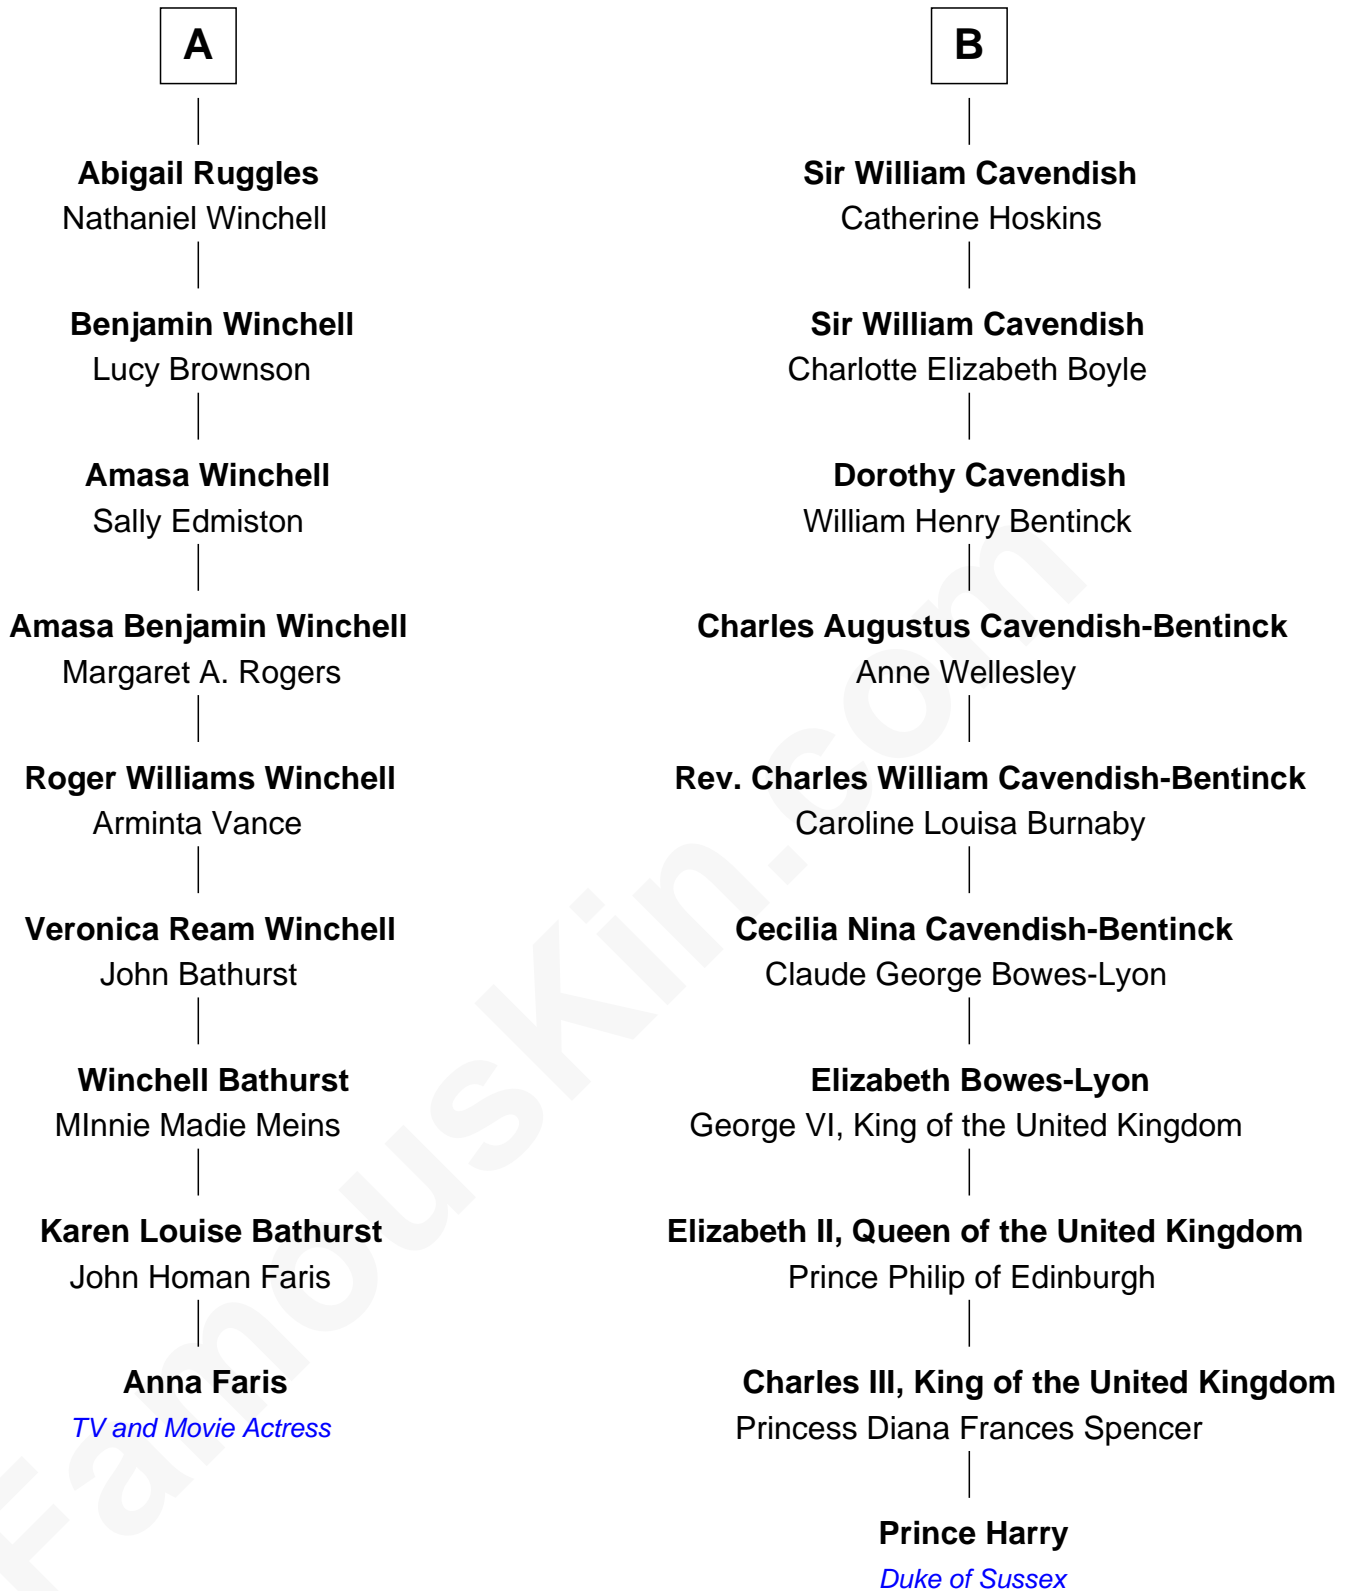 A
Abigail Ruggles
Nathaniel Winchell
Benjamin Winchell
Lucy Brownson
Amasa Winchell
Sally Edmiston
Amasa Benjamin Winchell
Margaret A. Rogers
Roger Williams Winchell
Arminta Vance
Veronica Ream Winchell
John Bathurst
Winchell Bathurst
MInnie Madie Meins
Karen Louise Bathurst
John Homan Faris
Anna Faris
TV and Movie Actress
B
Sir William Cavendish
Catherine Hoskins
Sir William Cavendish
Charlotte Elizabeth Boyle
Dorothy Cavendish
William Henry Bentinck
Charles Augustus Cavendish-Bentinck
Anne Wellesley
Rev. Charles William Cavendish-Bentinck
Caroline Louisa Burnaby
Cecilia Nina Cavendish-Bentinck
Claude George Bowes-Lyon
Elizabeth Bowes-Lyon
George VI, King of the United Kingdom
Elizabeth II, Queen of the United Kingdom
Prince Philip of Edinburgh
Charles III, King of the United Kingdom
Princess Diana Frances Spencer
Prince Harry
Duke of Sussex
FamousKin.com